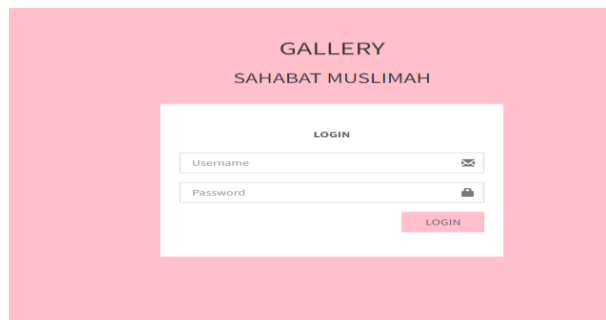 GALLERY
SAHABAT MUSLIMAH
LOGIN
Username
Password
LOGIN